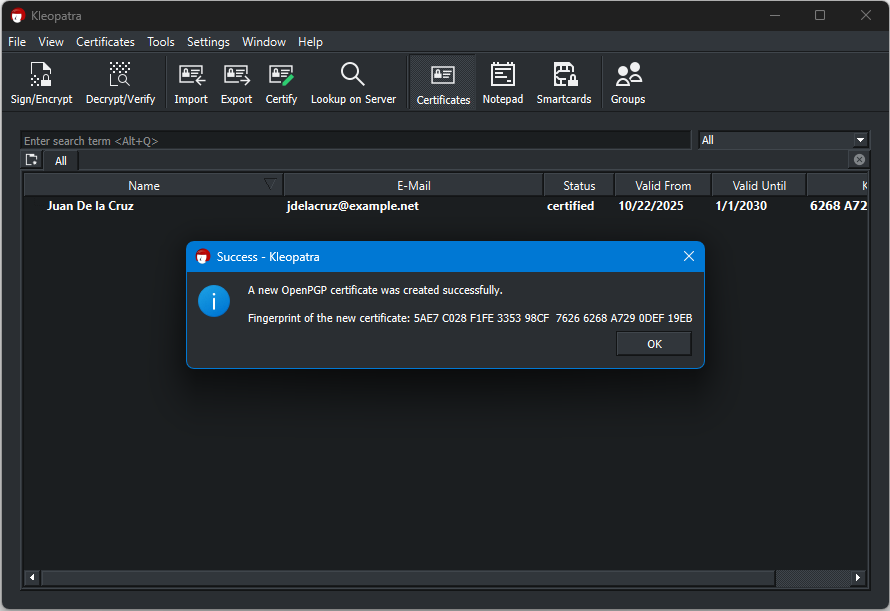 Kleopatra
File View Certificates Tools Settings Window Help
Sign/Encrypt Decrypt/Verify Import Export Certify Lookup on Server Certificates Notepad Smartcards Groups
Enter search term <Alt+Q> All
All
Name E-Mail Status Valid From Valid Until K
Juan De la Cruz jdelacruz@example.net certified 10/22/2025 1/1/2030 6268 A72
Success - Kleopatra
A new OpenPGP certificate was created successfully.
Fingerprint of the new certificate: 5AE7 C028 F1FE 3353 98CF  7626 6268 A729 0DEF 19EB
OK